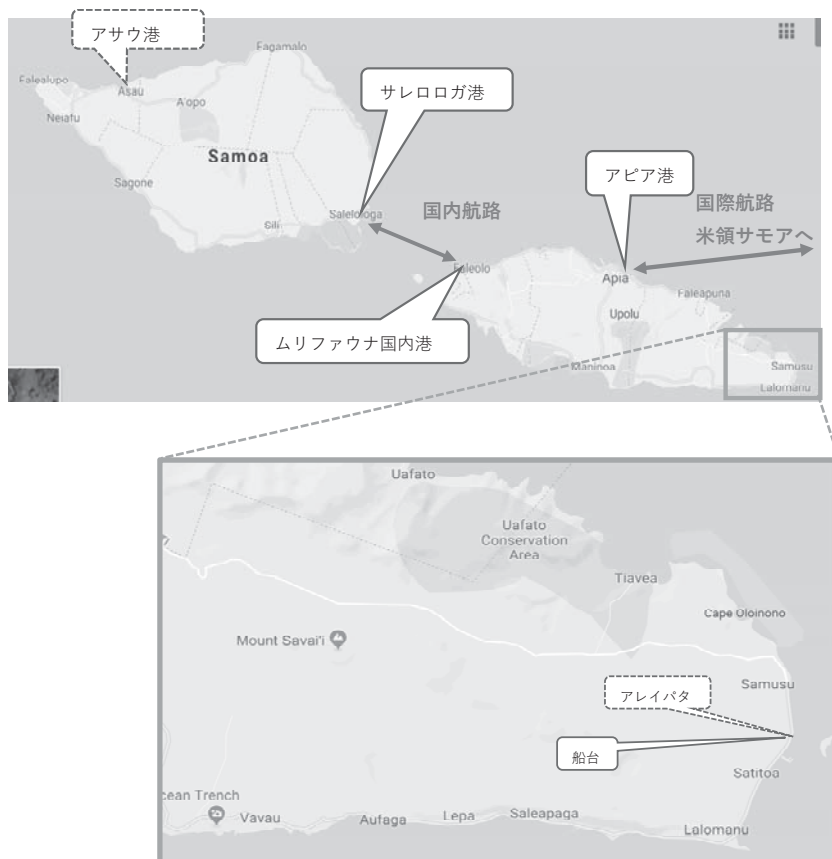 アサウ港
Fagamalo
Falealupo
Asau
A'opo
サレロロガ港
Neiafu
Samoa
アピア港
Sagone
国際航路
Salelologa
国内航路
米領サモアへ
Sili
Faleolo
Apia
Faleapuna
Upolu
ムリファウナ国内港
Maninoa
Samusu
Lalomanu
Uafato
Uafato
Conservation
Area
Tiavea
Cape Oloinono
Mount Savai'i
Samusu
アレイパタ
船台
Satitoa
cean Trench
Vavau
Aufaga
Lepa
Saleapaga
Lalomanu